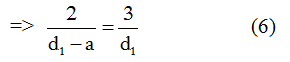 => 2/(d₁ – a) = 3/d₁ (6)